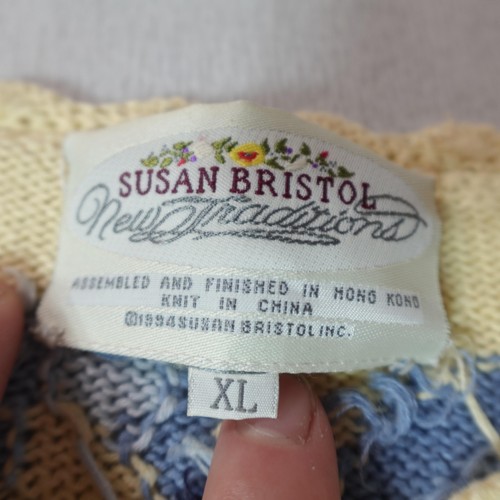 SUSAN BRISTOL
New Traditions
ASSEMBLED AND FINISHED IN HONG KONG
KNIT IN CHINA
©1994SUSAN BRISTOL INC.
XL